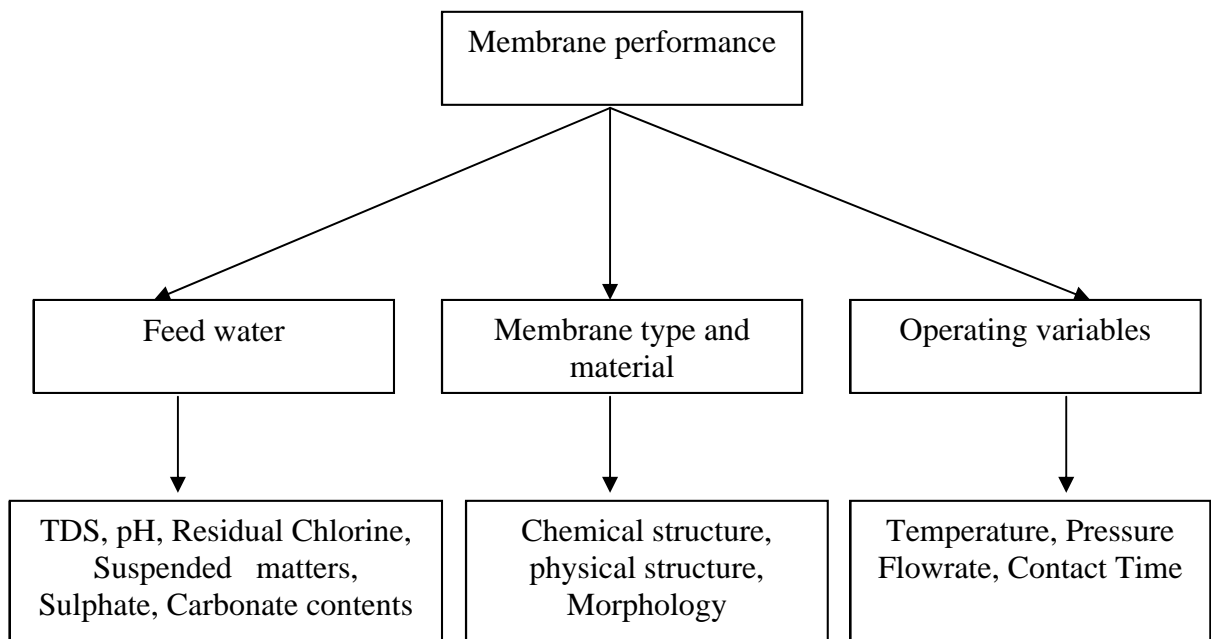 Membrane performance
Feed water
Membrane type and
material
Operating variables
TDS, pH, Residual Chlorine,
Suspended matters,
Sulphate, Carbonate contents
Chemical structure,
physical structure,
Morphology
Temperature, Pressure
Flowrate, Contact Time